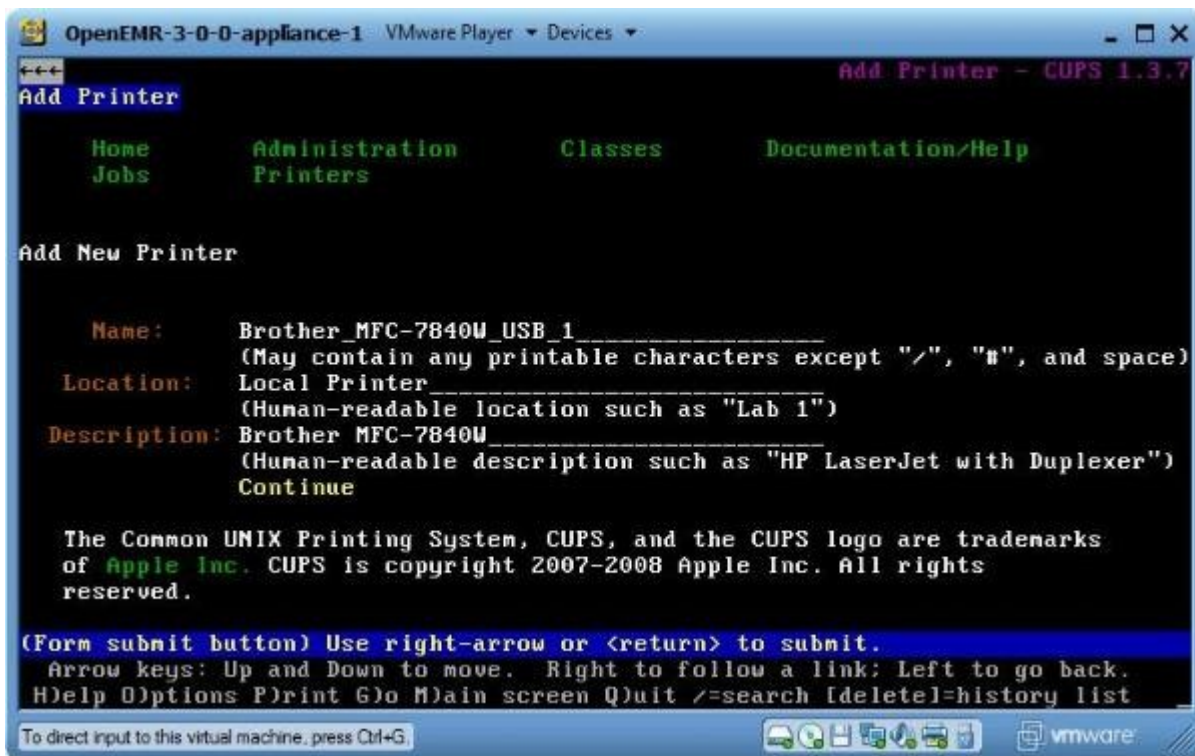 OpenEMR-3-0-0-appliance-1 VMware Player Devices
←←← Add Printer - CUPS 1.3.7
Add Printer
Home Administration Classes Documentation/Help
Jobs Printers
Add New Printer
Name: Brother_MFC-7840W_USB_1_________________
(May contain any printable characters except "/", "#", and space)
Location: Local Printer___________________________
(Human-readable location such as "Lab 1")
Description: Brother MFC-7840W_______________________
(Human-readable description such as "HP LaserJet with Duplexer")
Continue
The Common UNIX Printing System, CUPS, and the CUPS logo are trademarks
of Apple Inc. CUPS is copyright 2007-2008 Apple Inc. All rights
reserved.
(Form submit button) Use right-arrow or <return> to submit.
Arrow keys: Up and Down to move. Right to follow a link; Left to go back.
H)elp O)ptions P)rint G)o M)ain screen Q)uit /=search [delete]=history list
To direct input to this virtual machine, press Ctrl+G. vmware